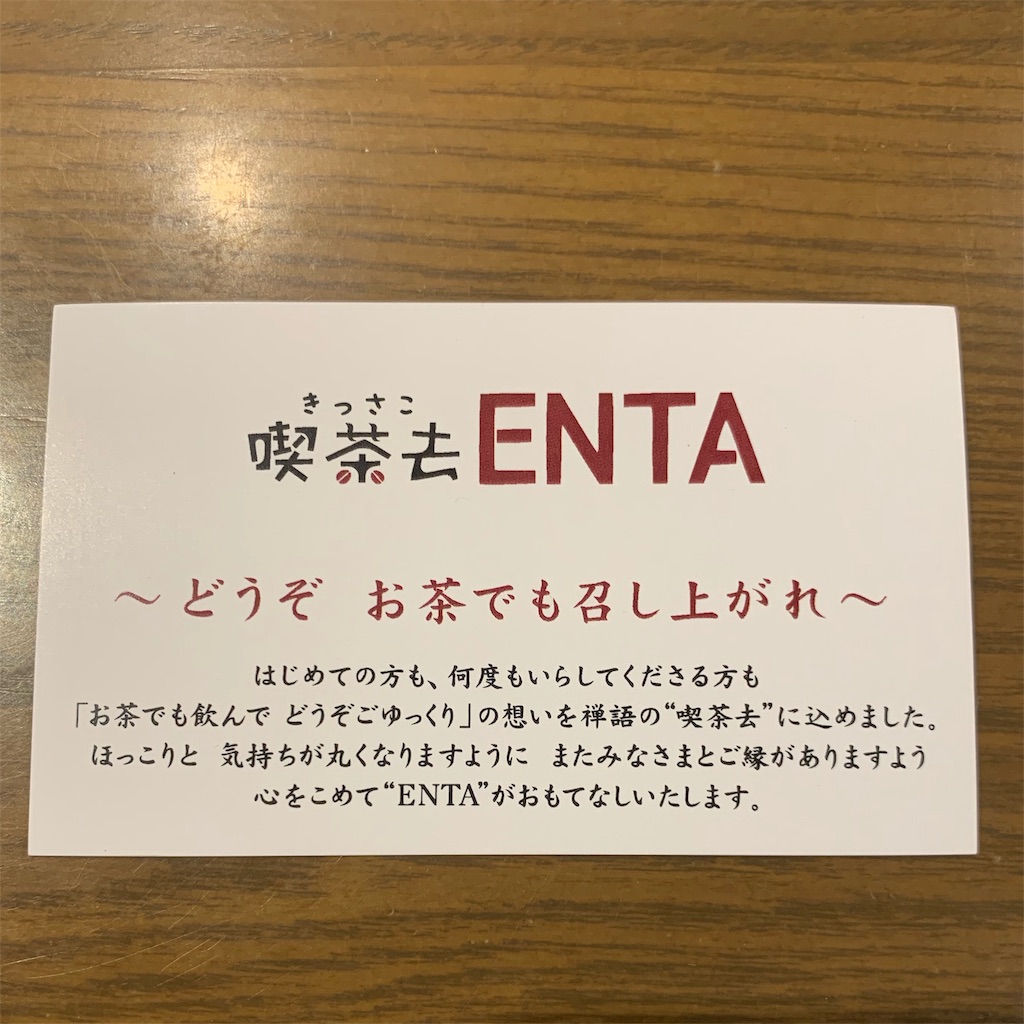 きっさこ
喫茶去 ENTA
～どうぞ お茶でも召し上がれ～
はじめての方も、何度もいらしてくださる方も
「お茶でも飲んで どうぞごゆっくり」の想いを禅語の“喫茶去”に込めました。
ほっこりと 気持ちが丸くなりますように またみなさまとご縁がありますよう
心をこめて“ENTA”がおもてなしいたします。